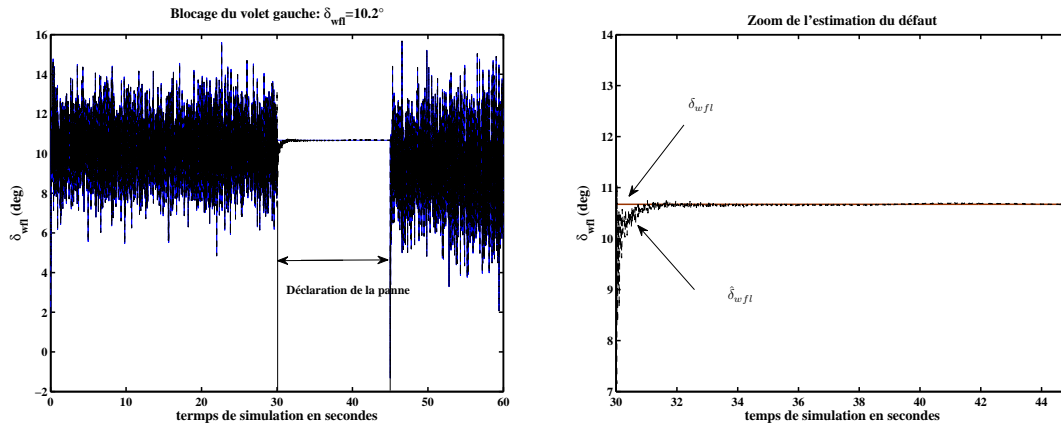 Blocage du volet gauche: δwfl=10.2°
16
14
12
10
8
6
4
2
0
−2
δwfl (deg)
Déclaration de la panne
0 10 20 30 40 50 60
termps de simulation en secondes
Zoom de l'estimation du défaut
14
13
12
11
10
9
8
7
δwfl (deg)
δwfl
δ̂wfl
30 32 34 36 38 40 42 44
temps de simulation en secondes